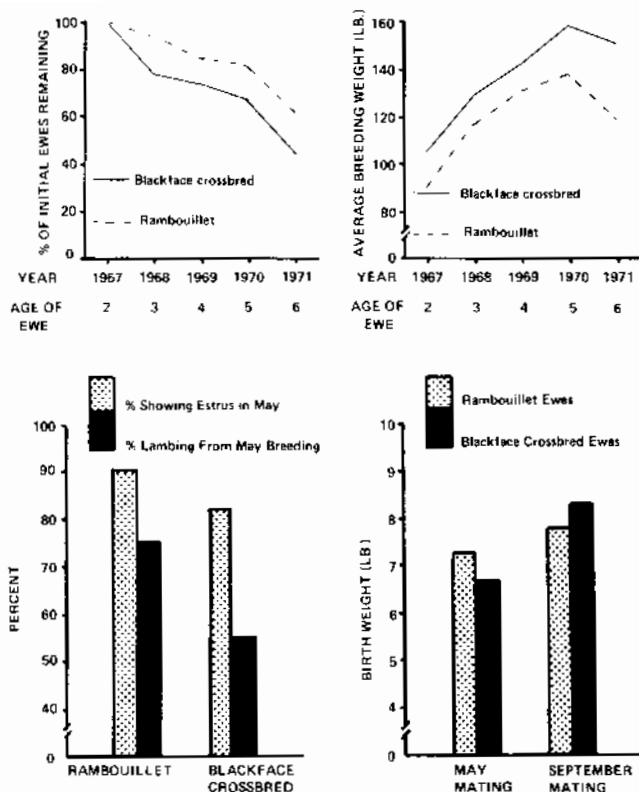 % OF INITIAL EWES REMAINING
100
80
60
40
20
0
Blackface crossbred
Rambouillet
YEAR 1967 1968 1969 1970 1971
AGE OF EWE 2 3 4 5 6
AVERAGE BREEDING WEIGHT (LB.)
160
140
120
100
80
0
Blackface crossbred
Rambouillet
YEAR 1967 1968 1969 1970 1971
AGE OF EWE 2 3 4 5 6
% Showing Estrus in May
% Lambing From May Breeding
PERCENT
100
90
80
70
60
50
40
0
RAMBOUILLET
BLACKFACE
CROSSBRED
Rambouillet Ewes
Blackface Crossbred Ewes
BIRTH WEIGHT (LB.)
10
9
8
7
6
5
4
0
MAY
MATING
SEPTEMBER
MATING